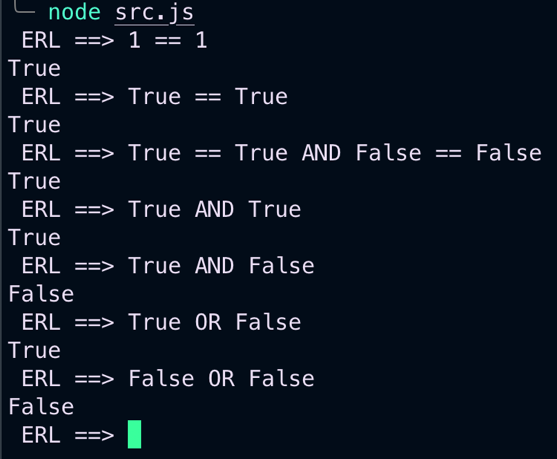 node src.js
ERL ==> 1 == 1
True
ERL ==> True == True
True
ERL ==> True == True AND False == False
True
ERL ==> True AND True
True
ERL ==> True AND False
False
ERL ==> True OR False
True
ERL ==> False OR False
False
ERL ==>